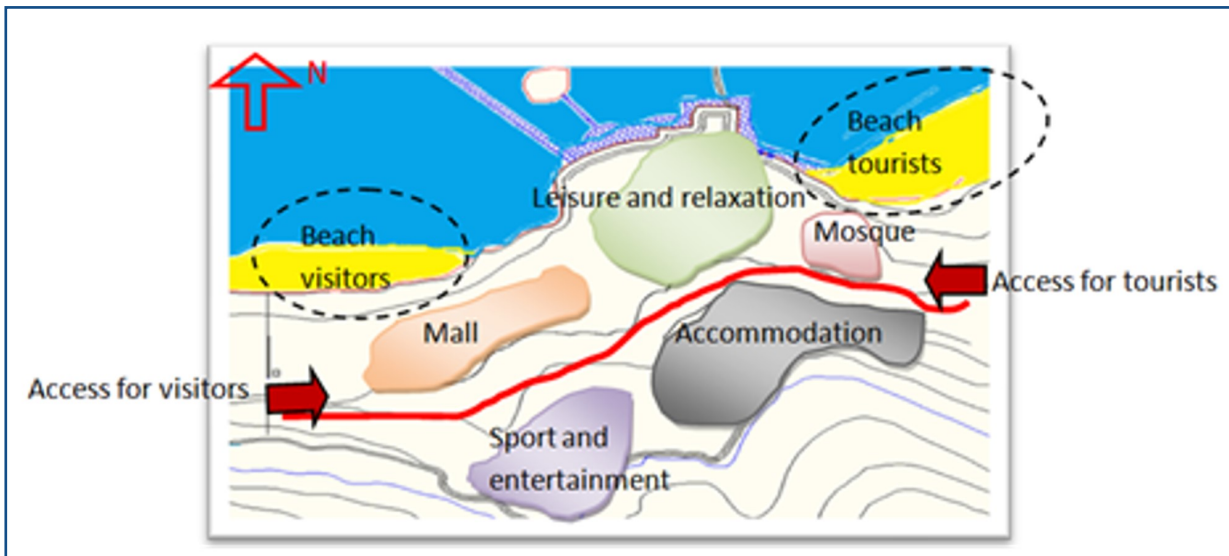 N
Beach
tourists
Leisure and relaxation
Mosque
Beach
visitors
Access for tourists
Mall
Accommodation
Access for visitors
Sport and
entertainment